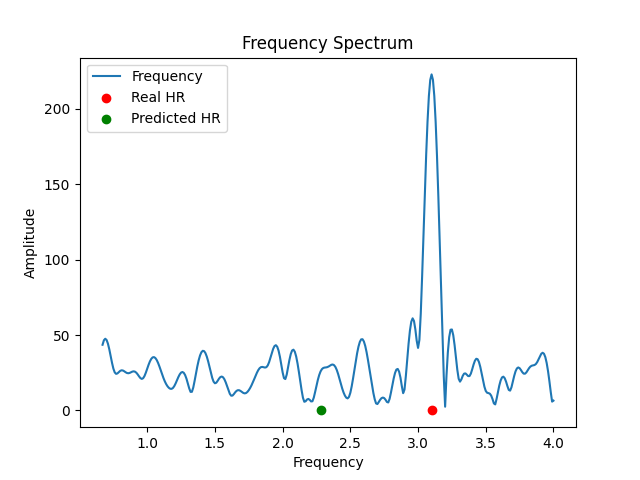 Frequency Spectrum
Frequency
Real HR
Predicted HR
Amplitude
200
150
100
50
0
1.0 1.5 2.0 2.5 3.0 3.5 4.0
Frequency